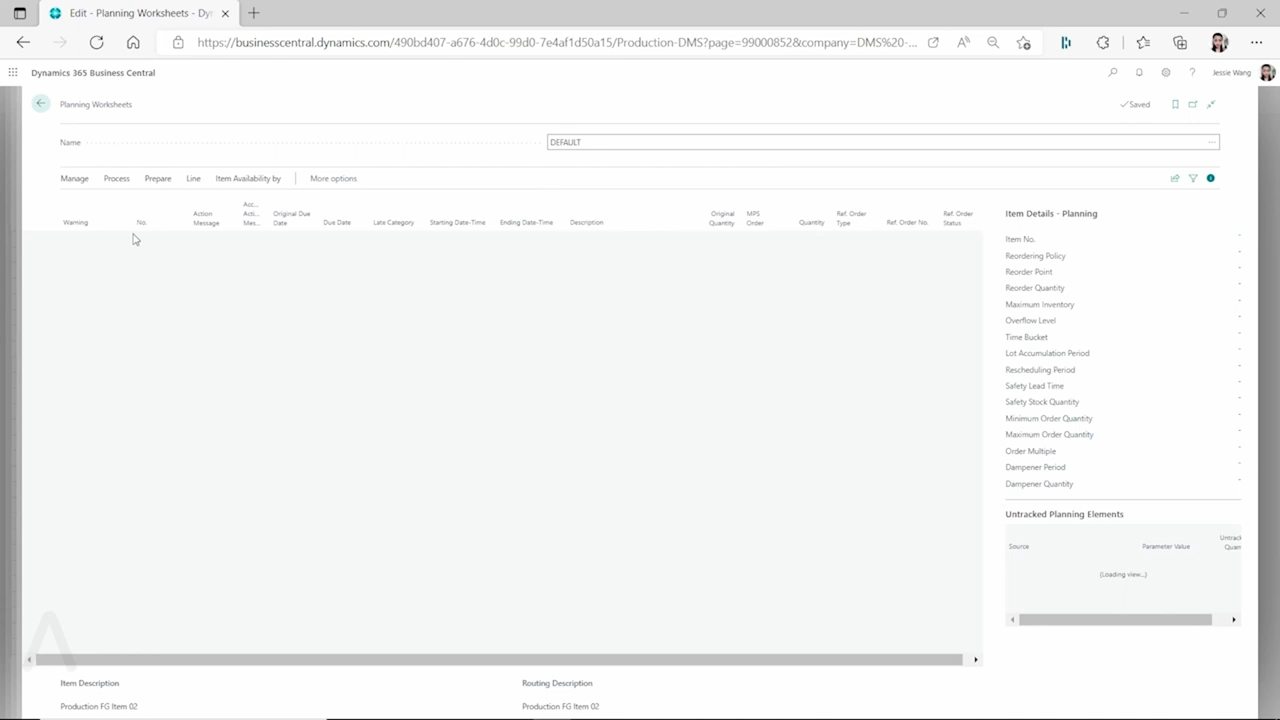 Edit - Planning Worksheets - Dyn
https://businesscentral.dynamics.com/490bd407-a676-4d0c-99d0-7e4af1d50a15/Production-DMS?page=99000852&company=DMS%20-...
Dynamics 365 Business Central
Jessie Wang
Planning Worksheets
Saved
Name
DEFAULT
Manage Process Prepare Line Item Availability by More options
Warning No. Action Message Acc... Acti... Mes... Original Due Date Due Date Late Category Starting Date-Time Ending Date-Time Description Original Quantity MPS Order Quantity Ref. Order Type Ref. Order No. Ref. Order Status
Item Details - Planning
Item No.
Reordering Policy
Reorder Point
Reorder Quantity
Maximum Inventory
Overflow Level
Time Bucket
Lot Accumulation Period
Rescheduling Period
Safety Lead Time
Safety Stock Quantity
Minimum Order Quantity
Maximum Order Quantity
Order Multiple
Dampener Period
Dampener Quantity
Untracked Planning Elements
Source Parameter Value Untrack Quan
(Loading view...)
Item Description Routing Description
Production FG Item 02 Production FG Item 02